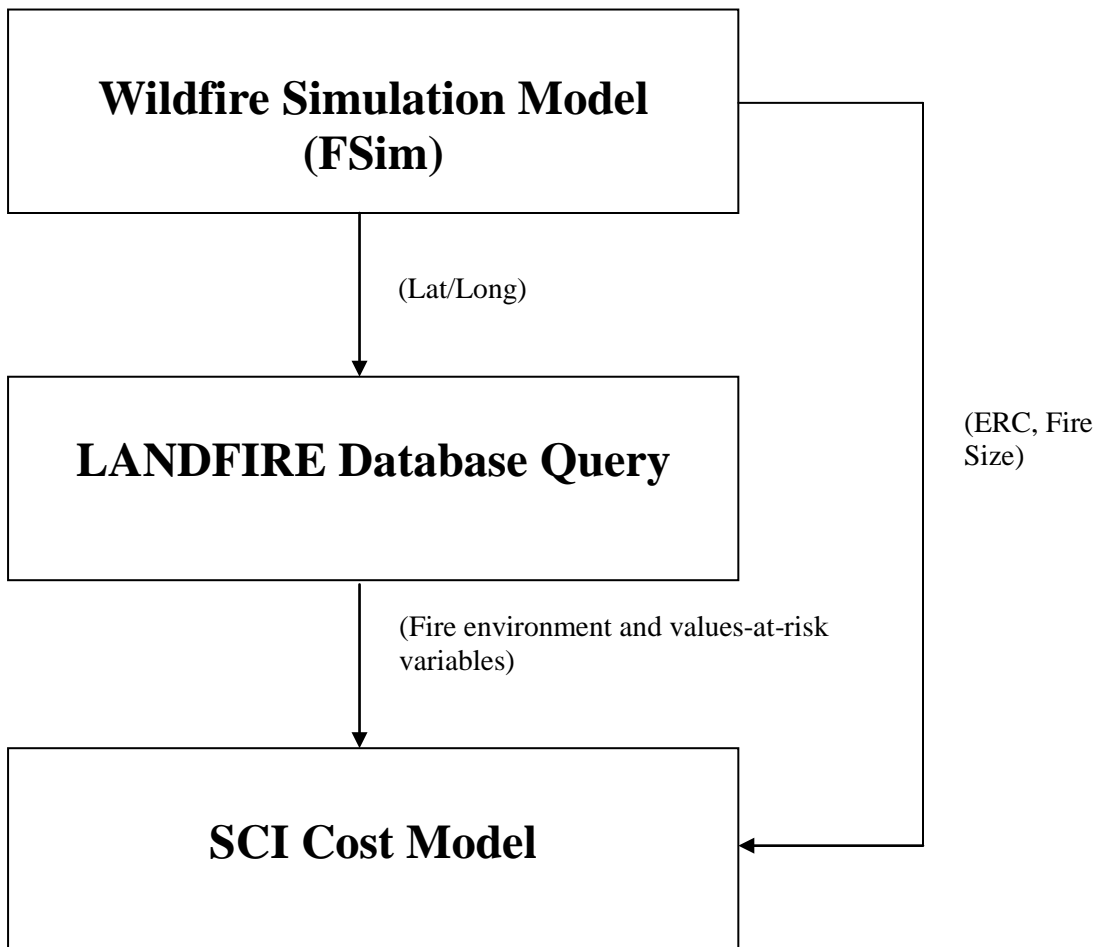 Wildfire Simulation Model
(FSim)
(Lat/Long)
LANDFIRE Database Query
(ERC, Fire
Size)
(Fire environment and values-at-risk
variables)
SCI Cost Model